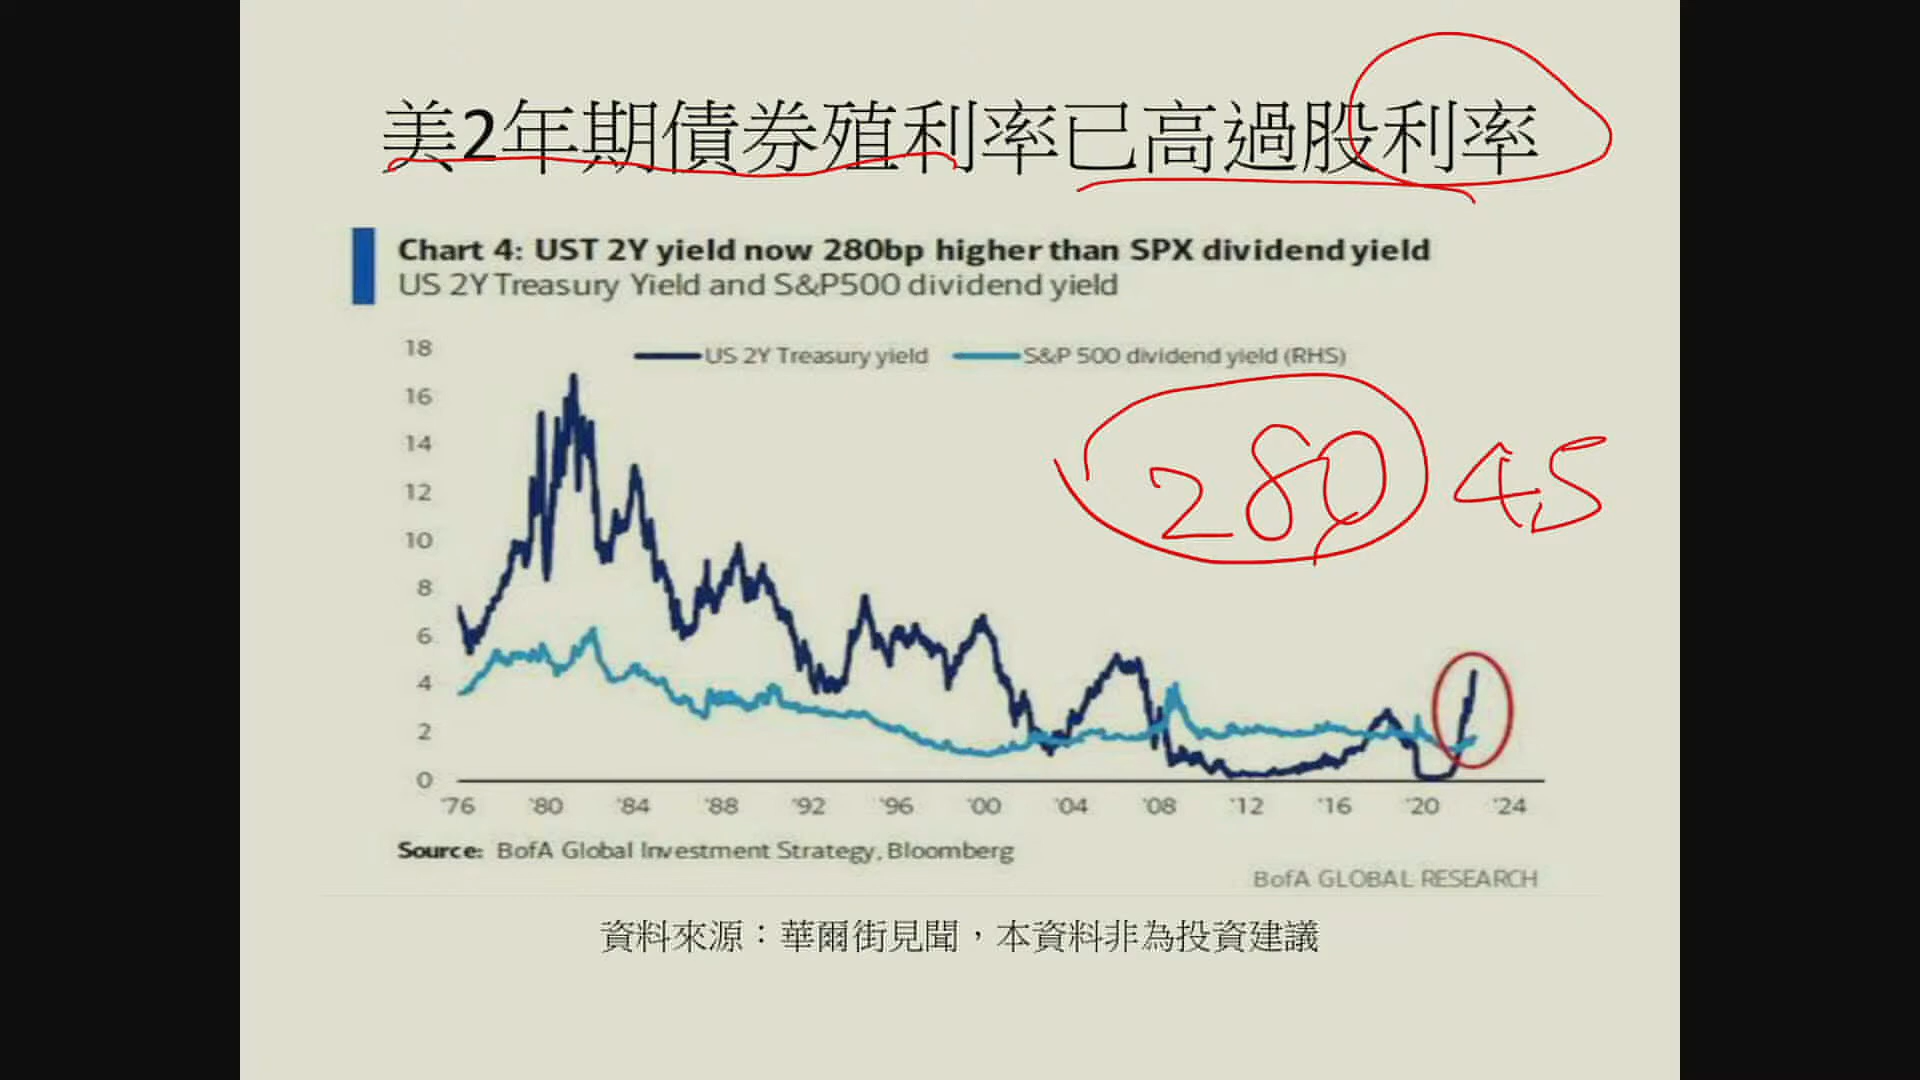 美2年期債券殖利率已高過股利率
Chart 4: UST 2Y yield now 280bp higher than SPX dividend yield
US 2Y Treasury Yield and S&P500 dividend yield
US 2Y Treasury yield
S&P 500 dividend yield (RHS)
18
16
14
12
10
8
6
4
2
0
280
4.5
'76 '80 '84 '88 '92 '96 '00 '04 '08 '12 '16 '20 '24
Source: BofA Global Investment Strategy, Bloomberg
BofA GLOBAL RESEARCH
資料來源：華爾街見聞，本資料非為投資建議